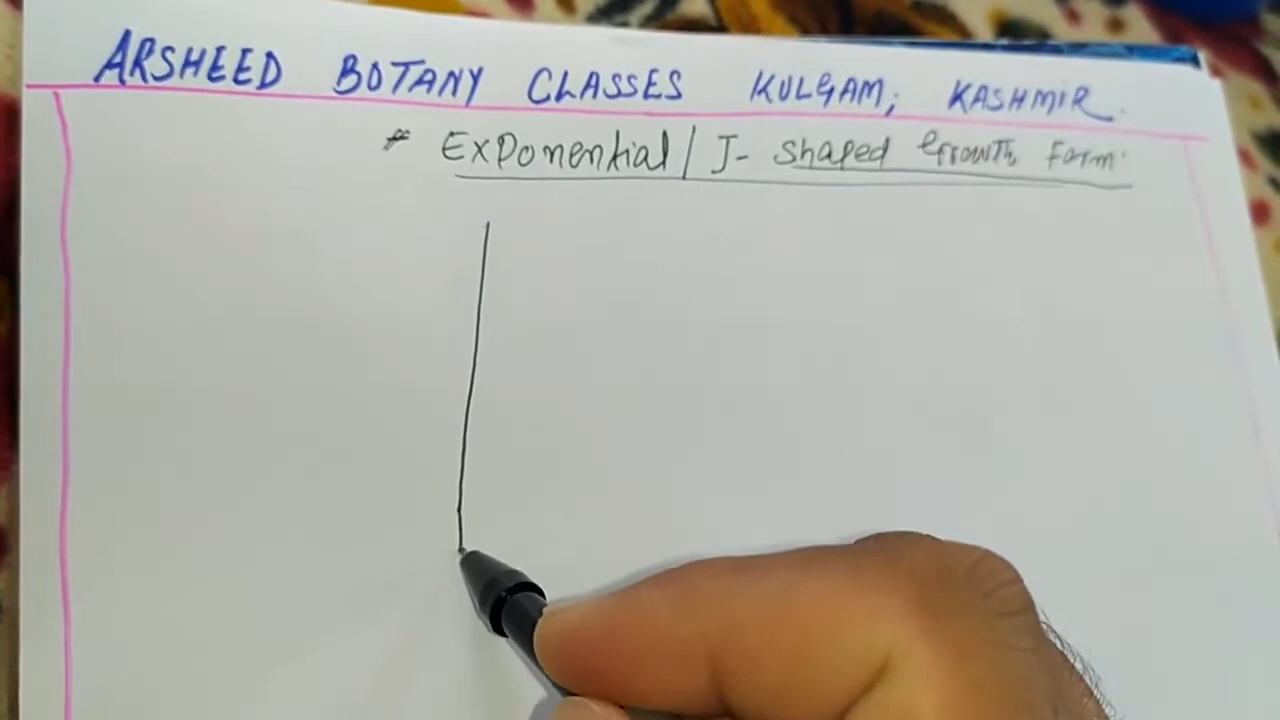 ARSHEED BOTANY CLASSES KULGAM, KASHMIR.
* Exponential / J- shaped Growth Form.